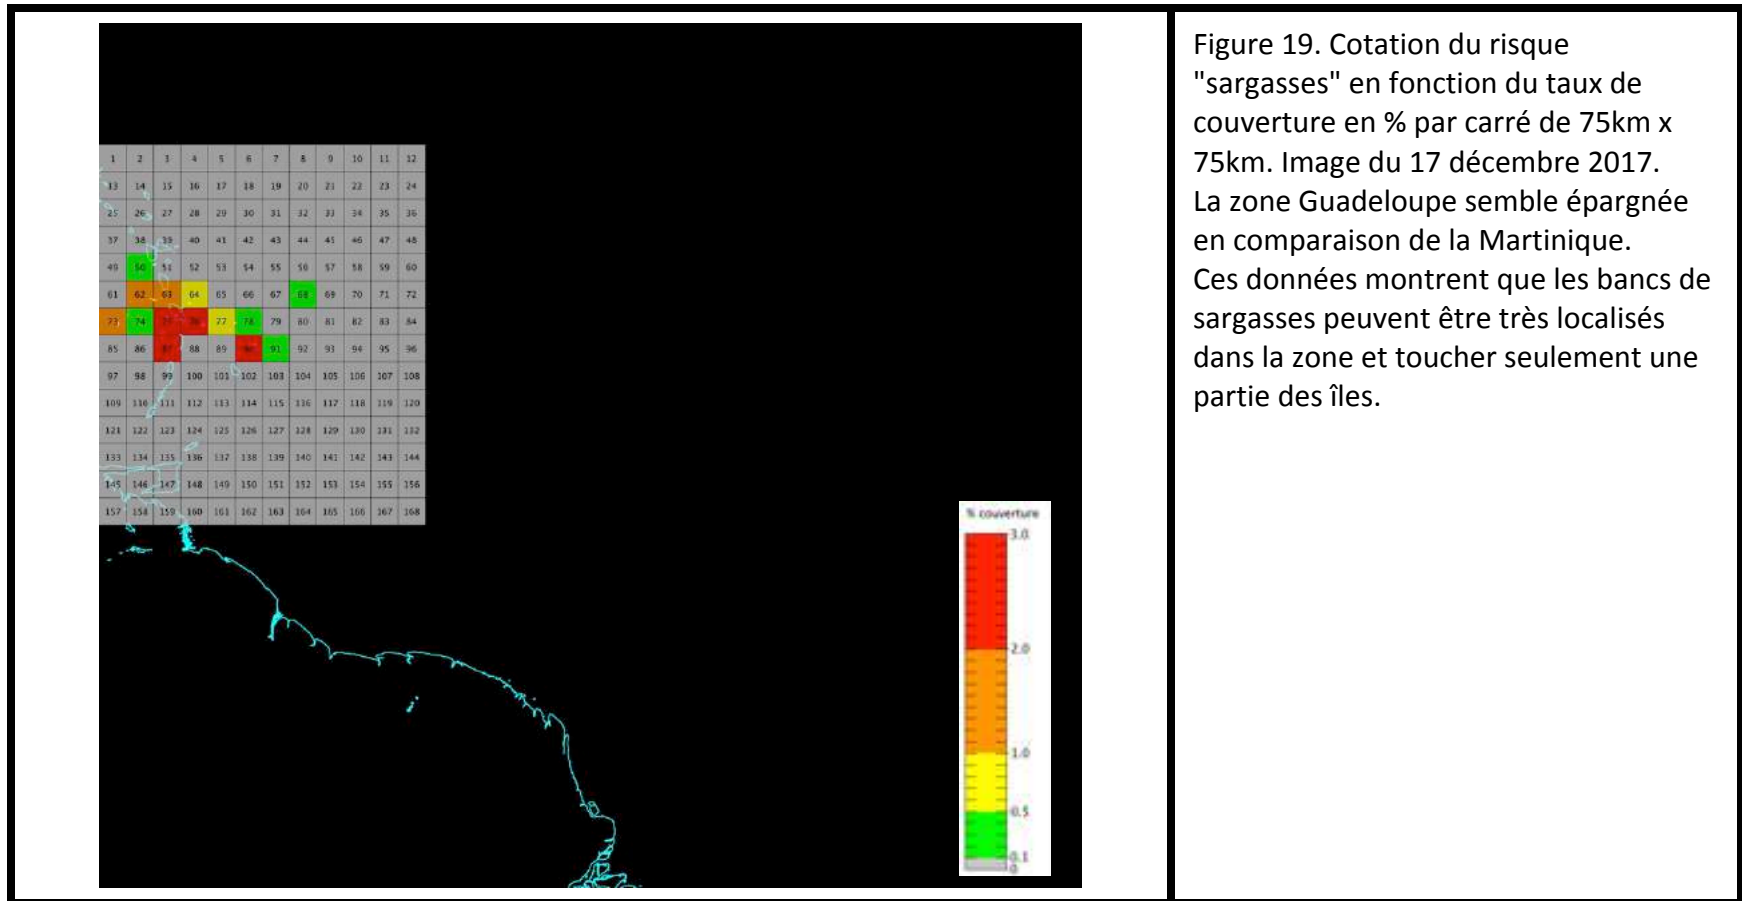 1 2 3 4 5 6 7 8 9 10 11 12
13 14 15 16 17 18 19 20 21 22 23 24
25 26 27 28 29 30 31 32 33 34 35 36
37 38 39 40 41 42 43 44 45 46 47 48
49 50 51 52 53 54 55 56 57 58 59 60
61 62 63 64 65 66 67 68 69 70 71 72
73 74 77 78 79 80 81 82 83 84
85 86 88 89 91 92 93 94 95 96
97 98 99 100 101 102 103 104 105 106 107 108
109 110 111 112 113 114 115 116 117 118 119 120
121 122 123 124 125 126 127 128 129 130 131 132
133 134 135 136 137 138 139 140 141 142 143 144
145 146 147 148 149 150 151 152 153 154 155 156
157 158 159 160 161 162 163 164 165 166 167 168
% couverture
3.0
2.0
1.0
0.5
0.1
0
Figure 19. Cotation du risque
"sargasses" en fonction du taux de
couverture en % par carré de 75km x
75km. Image du 17 décembre 2017.
La zone Guadeloupe semble épargnée
en comparaison de la Martinique.
Ces données montrent que les bancs de
sargasses peuvent être très localisés
dans la zone et toucher seulement une
partie des îles.